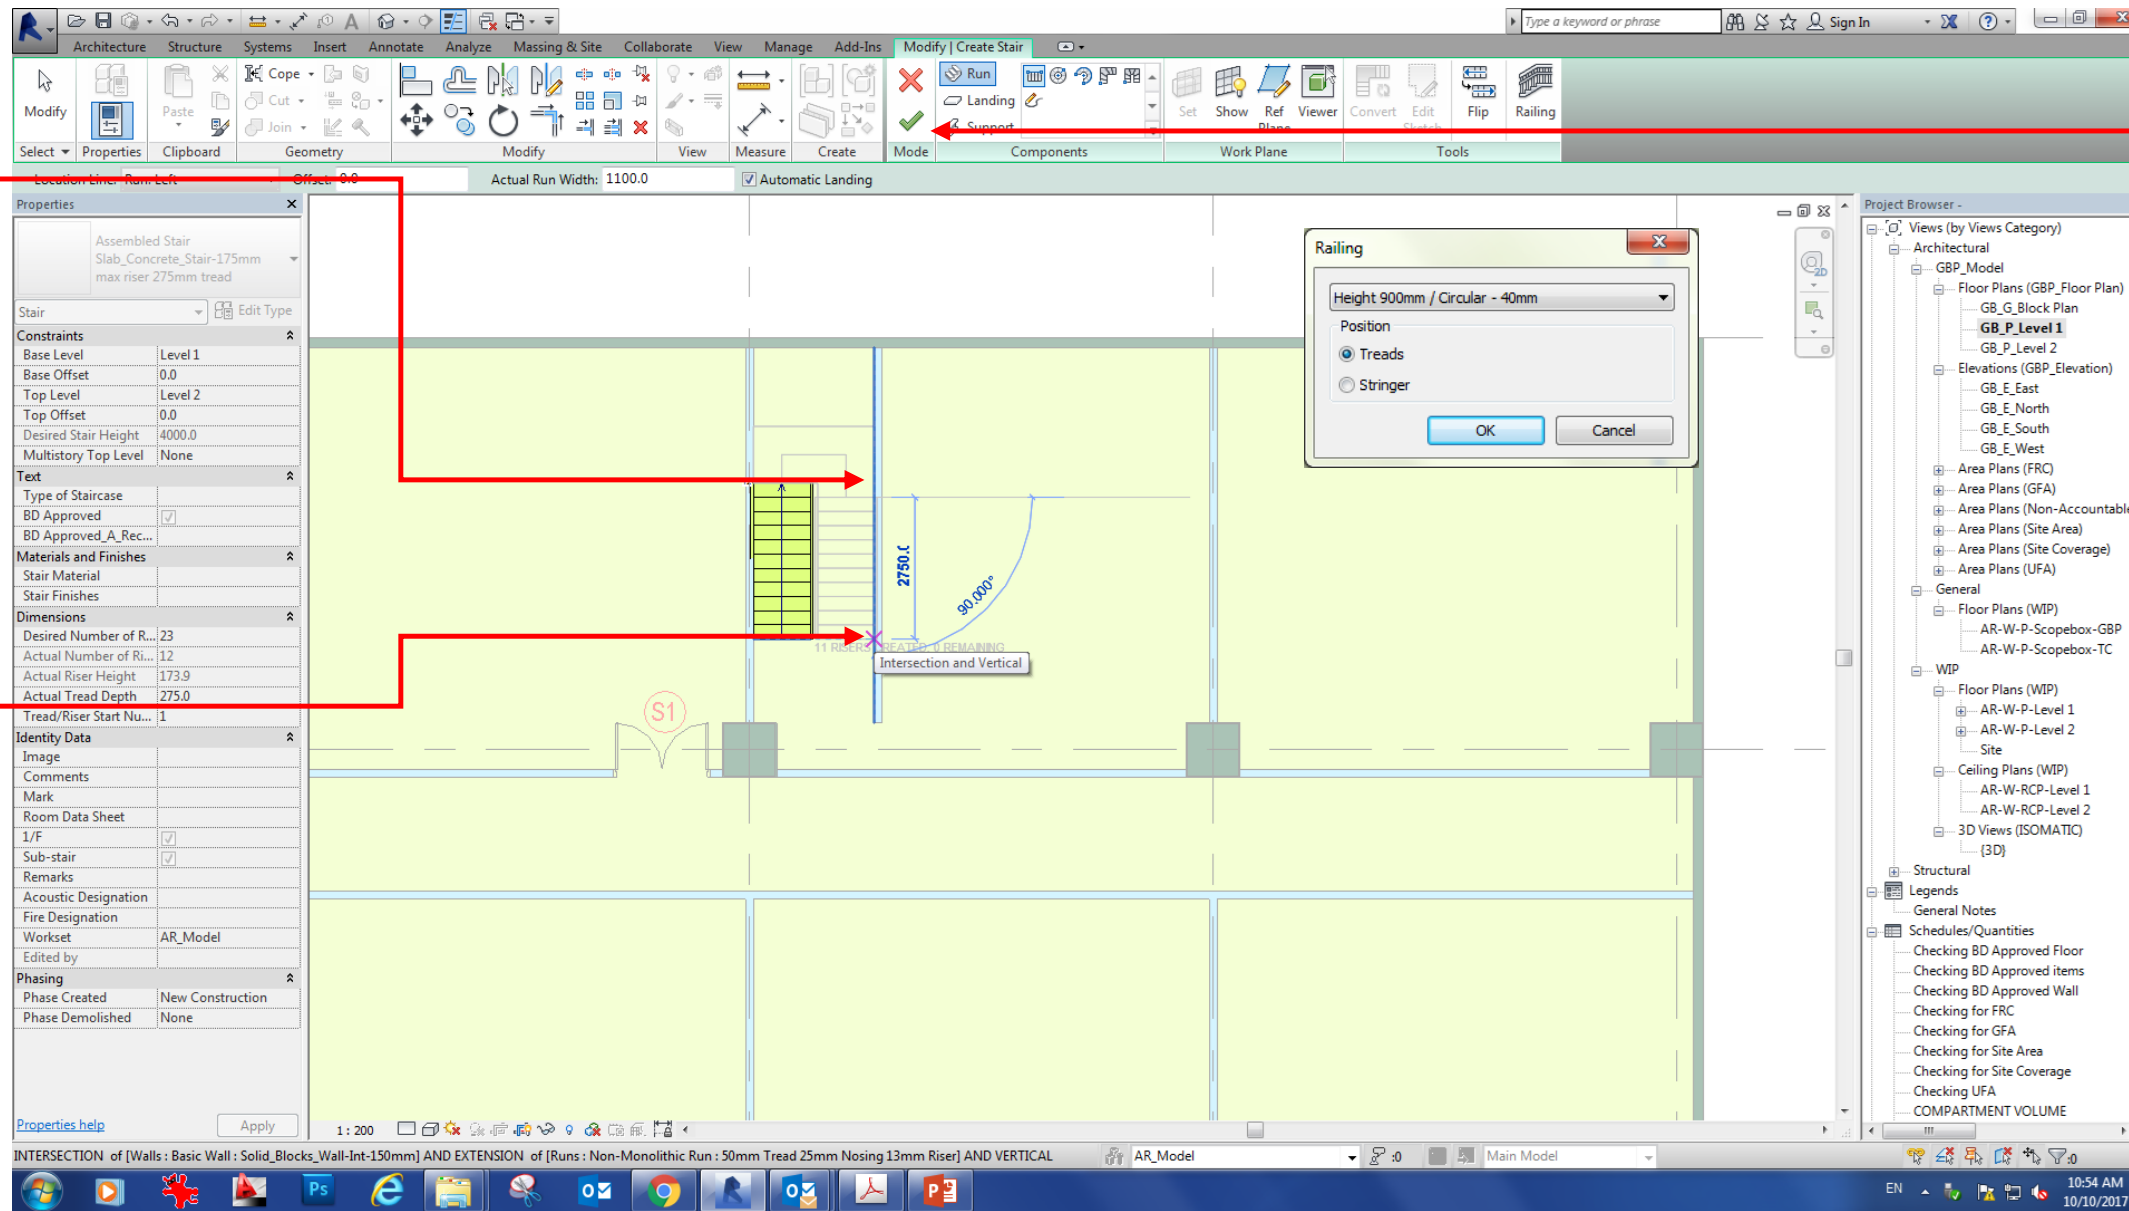 Type a keyword or phrase
Sign In
Architecture Structure Systems Insert Annotate Analyze Massing & Site Collaborate View Manage Add-Ins Modify | Create Stair
Modify
Paste
Cope
Cut
Join
Run
Landing
Support
Set Show Ref Plane Viewer Convert Edit Sketch Flip Railing
Select Properties Clipboard Geometry Modify View Measure Create Mode Components Work Plane Tools
Location Line: Run: Left Offset: 0.0 Actual Run Width: 1100.0 Automatic Landing
Properties
Assembled Stair
Slab_Concrete_Stair-175mm
max riser 275mm tread
Stair Edit Type
Constraints
Base Level Level 1
Base Offset 0.0
Top Level Level 2
Top Offset 0.0
Desired Stair Height 4000.0
Multistory Top Level None
Text
Type of Staircase
BD Approved
BD Approved_A_Rec...
Materials and Finishes
Stair Material
Stair Finishes
Dimensions
Desired Number of R... 23
Actual Number of Ri... 12
Actual Riser Height 173.9
Actual Tread Depth 275.0
Tread/Riser Start Nu... 1
Identity Data
Image
Comments
Mark
Room Data Sheet
1/F
Sub-stair
Remarks
Acoustic Designation
Fire Designation
Workset AR_Model
Edited by
Phasing
Phase Created New Construction
Phase Demolished None
Properties help Apply
2750.0
90.000°
11 RISERS CREATED, 0 REMAINING
Intersection and Vertical
S1
Railing
Height 900mm / Circular - 40mm
Position
Treads
Stringer
OK Cancel
2D
Project Browser -
Views (by Views Category)
Architectural
GBP_Model
Floor Plans (GBP_Floor Plan)
GB_G_Block Plan
GB_P_Level 1
GB_P_Level 2
Elevations (GBP_Elevation)
GB_E_East
GB_E_North
GB_E_South
GB_E_West
Area Plans (FRC)
Area Plans (GFA)
Area Plans (Non-Accountable
Area Plans (Site Area)
Area Plans (Site Coverage)
Area Plans (UFA)
General
Floor Plans (WIP)
AR-W-P-Scopebox-GBP
AR-W-P-Scopebox-TC
WIP
Floor Plans (WIP)
AR-W-P-Level 1
AR-W-P-Level 2
Site
Ceiling Plans (WIP)
AR-W-RCP-Level 1
AR-W-RCP-Level 2
3D Views (ISOMATIC)
{3D}
Structural
Legends
General Notes
Schedules/Quantities
Checking BD Approved Floor
Checking BD Approved items
Checking BD Approved Wall
Checking for FRC
Checking for GFA
Checking for Site Area
Checking for Site Coverage
Checking UFA
COMPARTMENT VOLUME
1 : 200
INTERSECTION of [Walls : Basic Wall : Solid_Blocks_Wall-Int-150mm] AND EXTENSION of [Runs : Non-Monolithic Run : 50mm Tread 25mm Nosing 13mm Riser] AND VERTICAL AR_Model :0 Main Model :0
Ps
EN 10:54 AM
10/10/2017